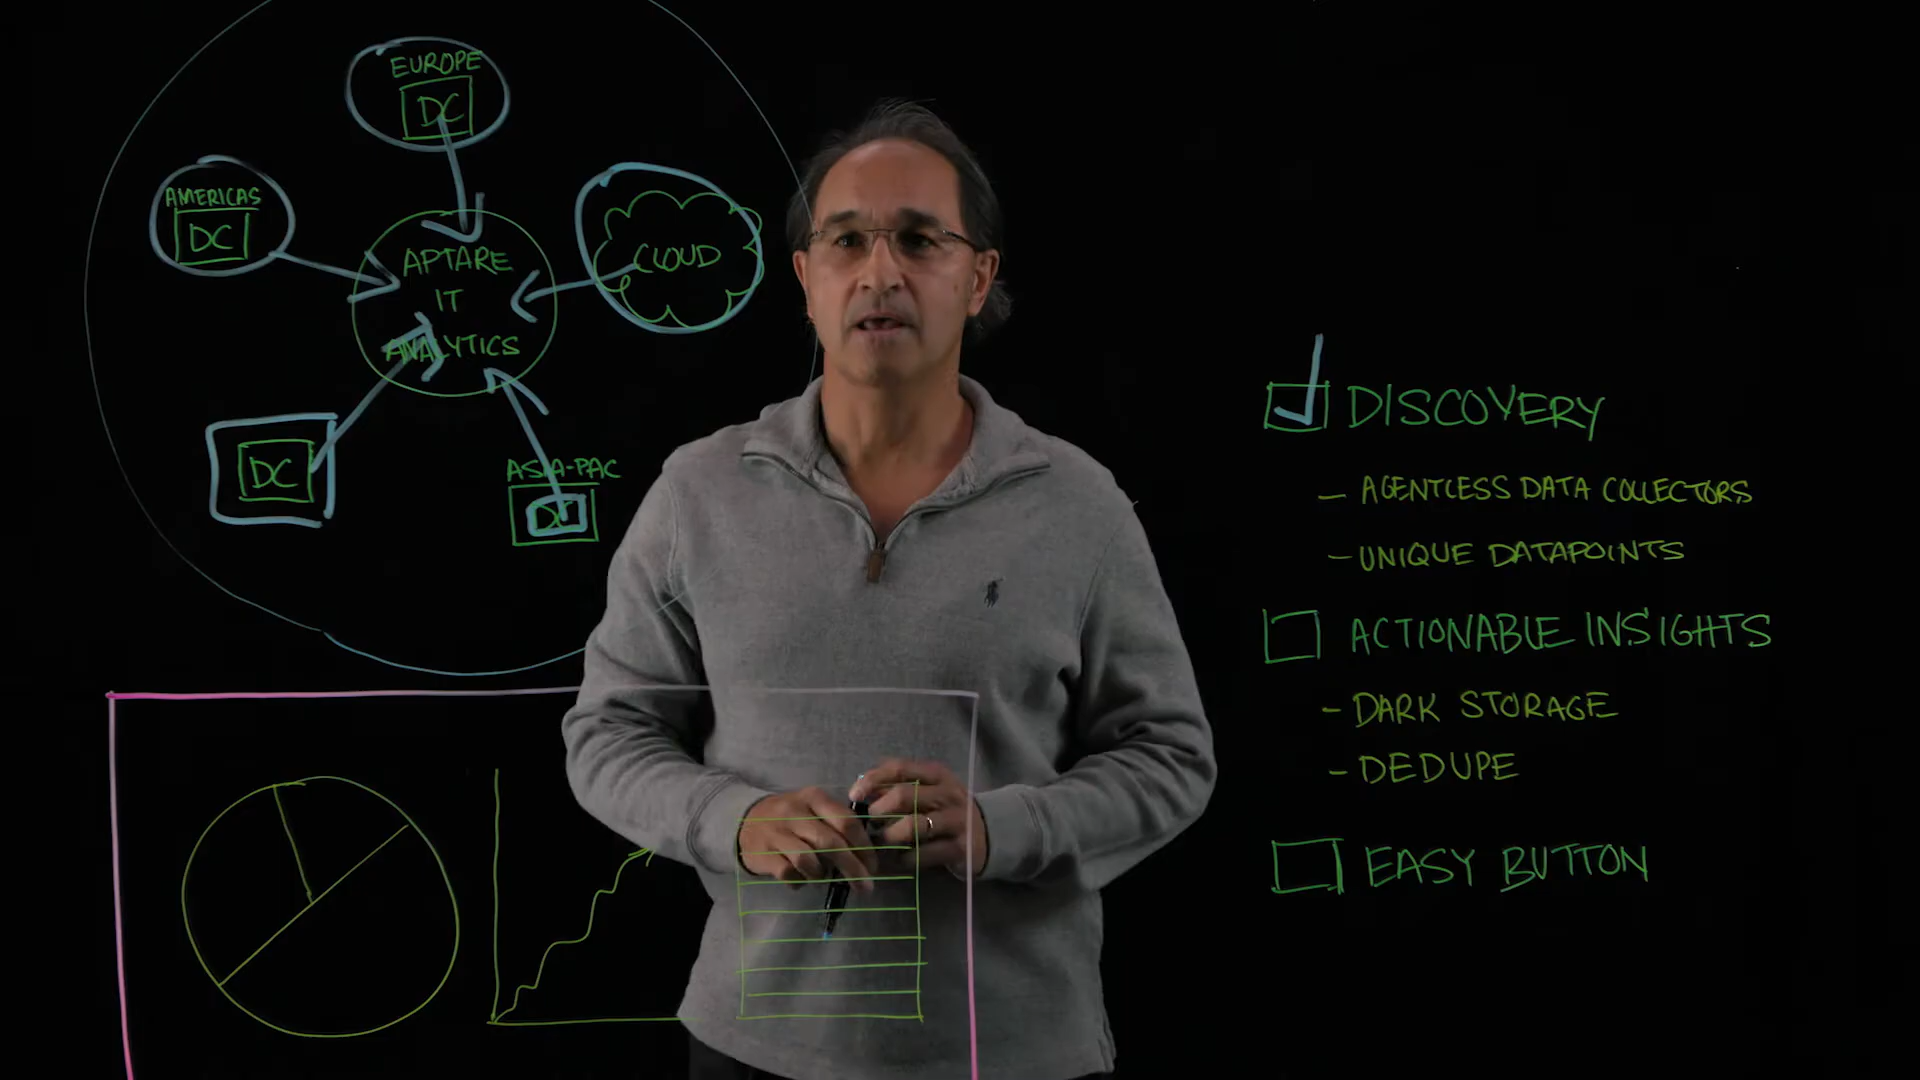 EUROPE
DC
AMERICAS
DC
CLOUD
APTARE
IT
ANALYTICS
DC
ASIA-PAC
DC
DISCOVERY
- AGENTLESS DATA COLLECTORS
- UNIQUE DATAPOINTS
ACTIONABLE INSIGHTS
- DARK STORAGE
- DEDUPE
EASY BUTTON